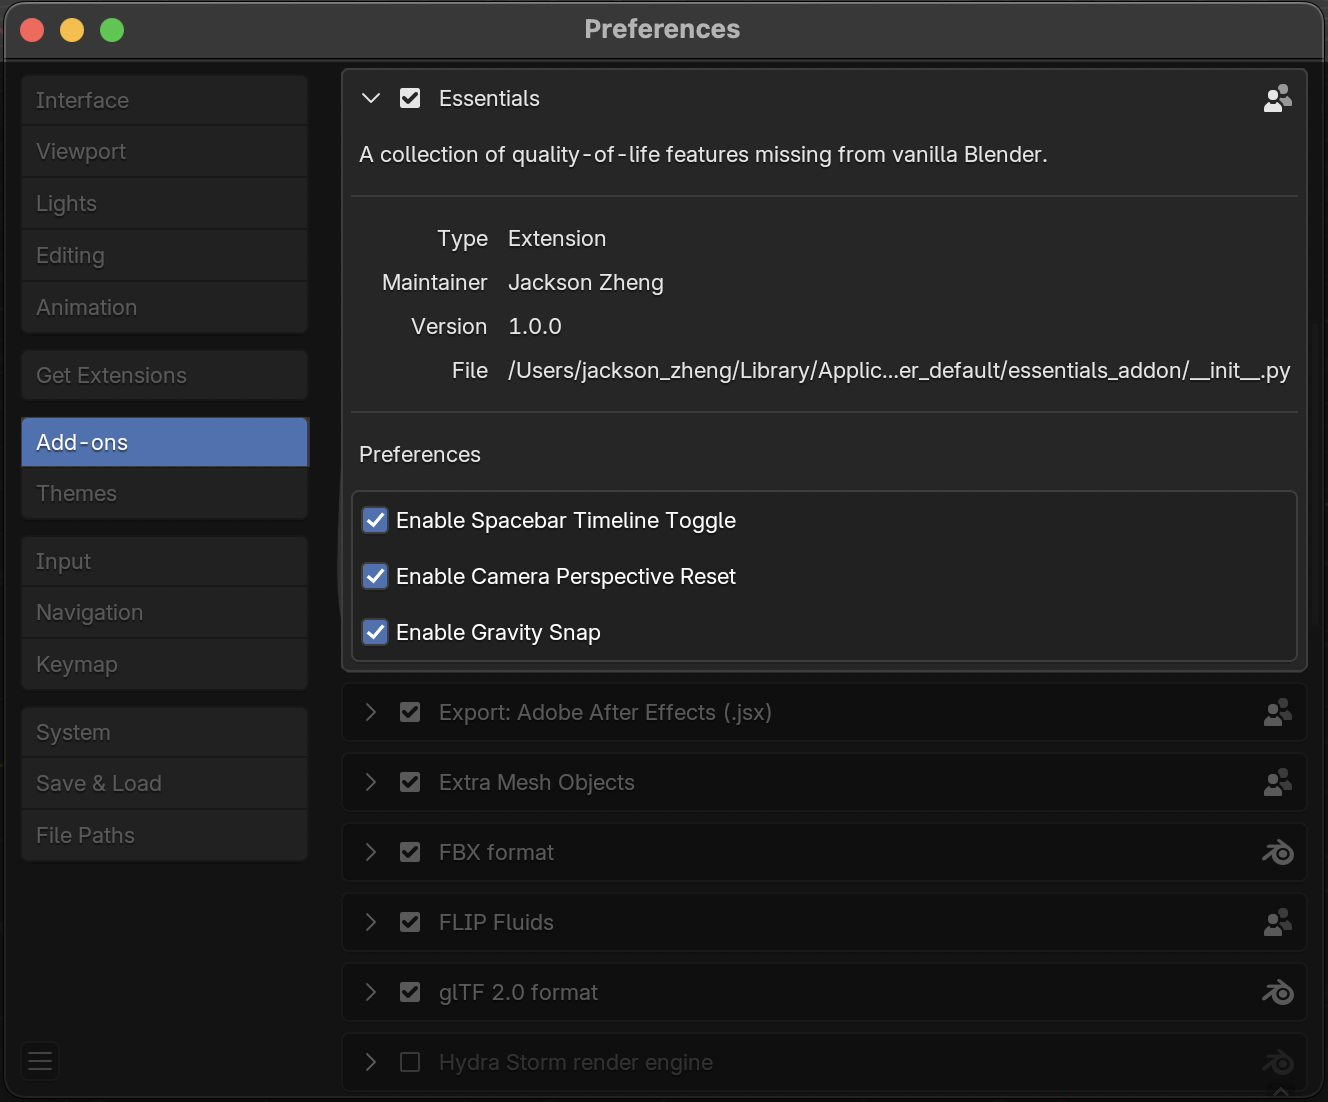 Preferences
Interface
Viewport
Lights
Editing
Animation
Get Extensions
Add-ons
Themes
Input
Navigation
Keymap
System
Save & Load
File Paths
Essentials
A collection of quality-of-life features missing from vanilla Blender.
Type Extension
Maintainer Jackson Zheng
Version 1.0.0
File /Users/jackson_zheng/Library/Applic...er_default/essentials_addon/__init__.py
Preferences
Enable Spacebar Timeline Toggle
Enable Camera Perspective Reset
Enable Gravity Snap
Export: Adobe After Effects (.jsx)
Extra Mesh Objects
FBX format
FLIP Fluids
glTF 2.0 format
Hydra Storm render engine